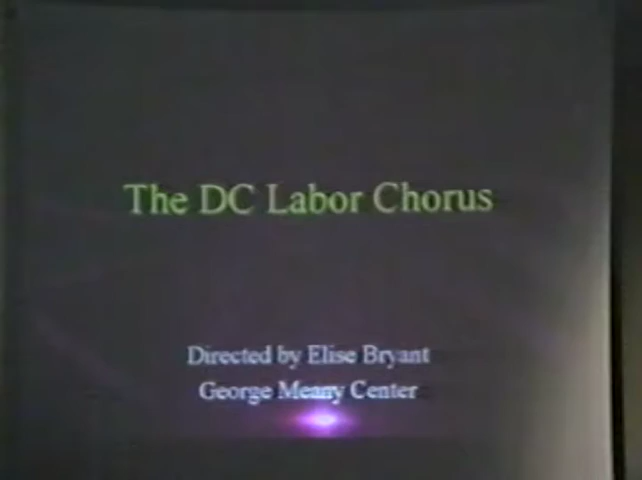 The DC Labor Chorus
Directed by Elise Bryant
George Meany Center